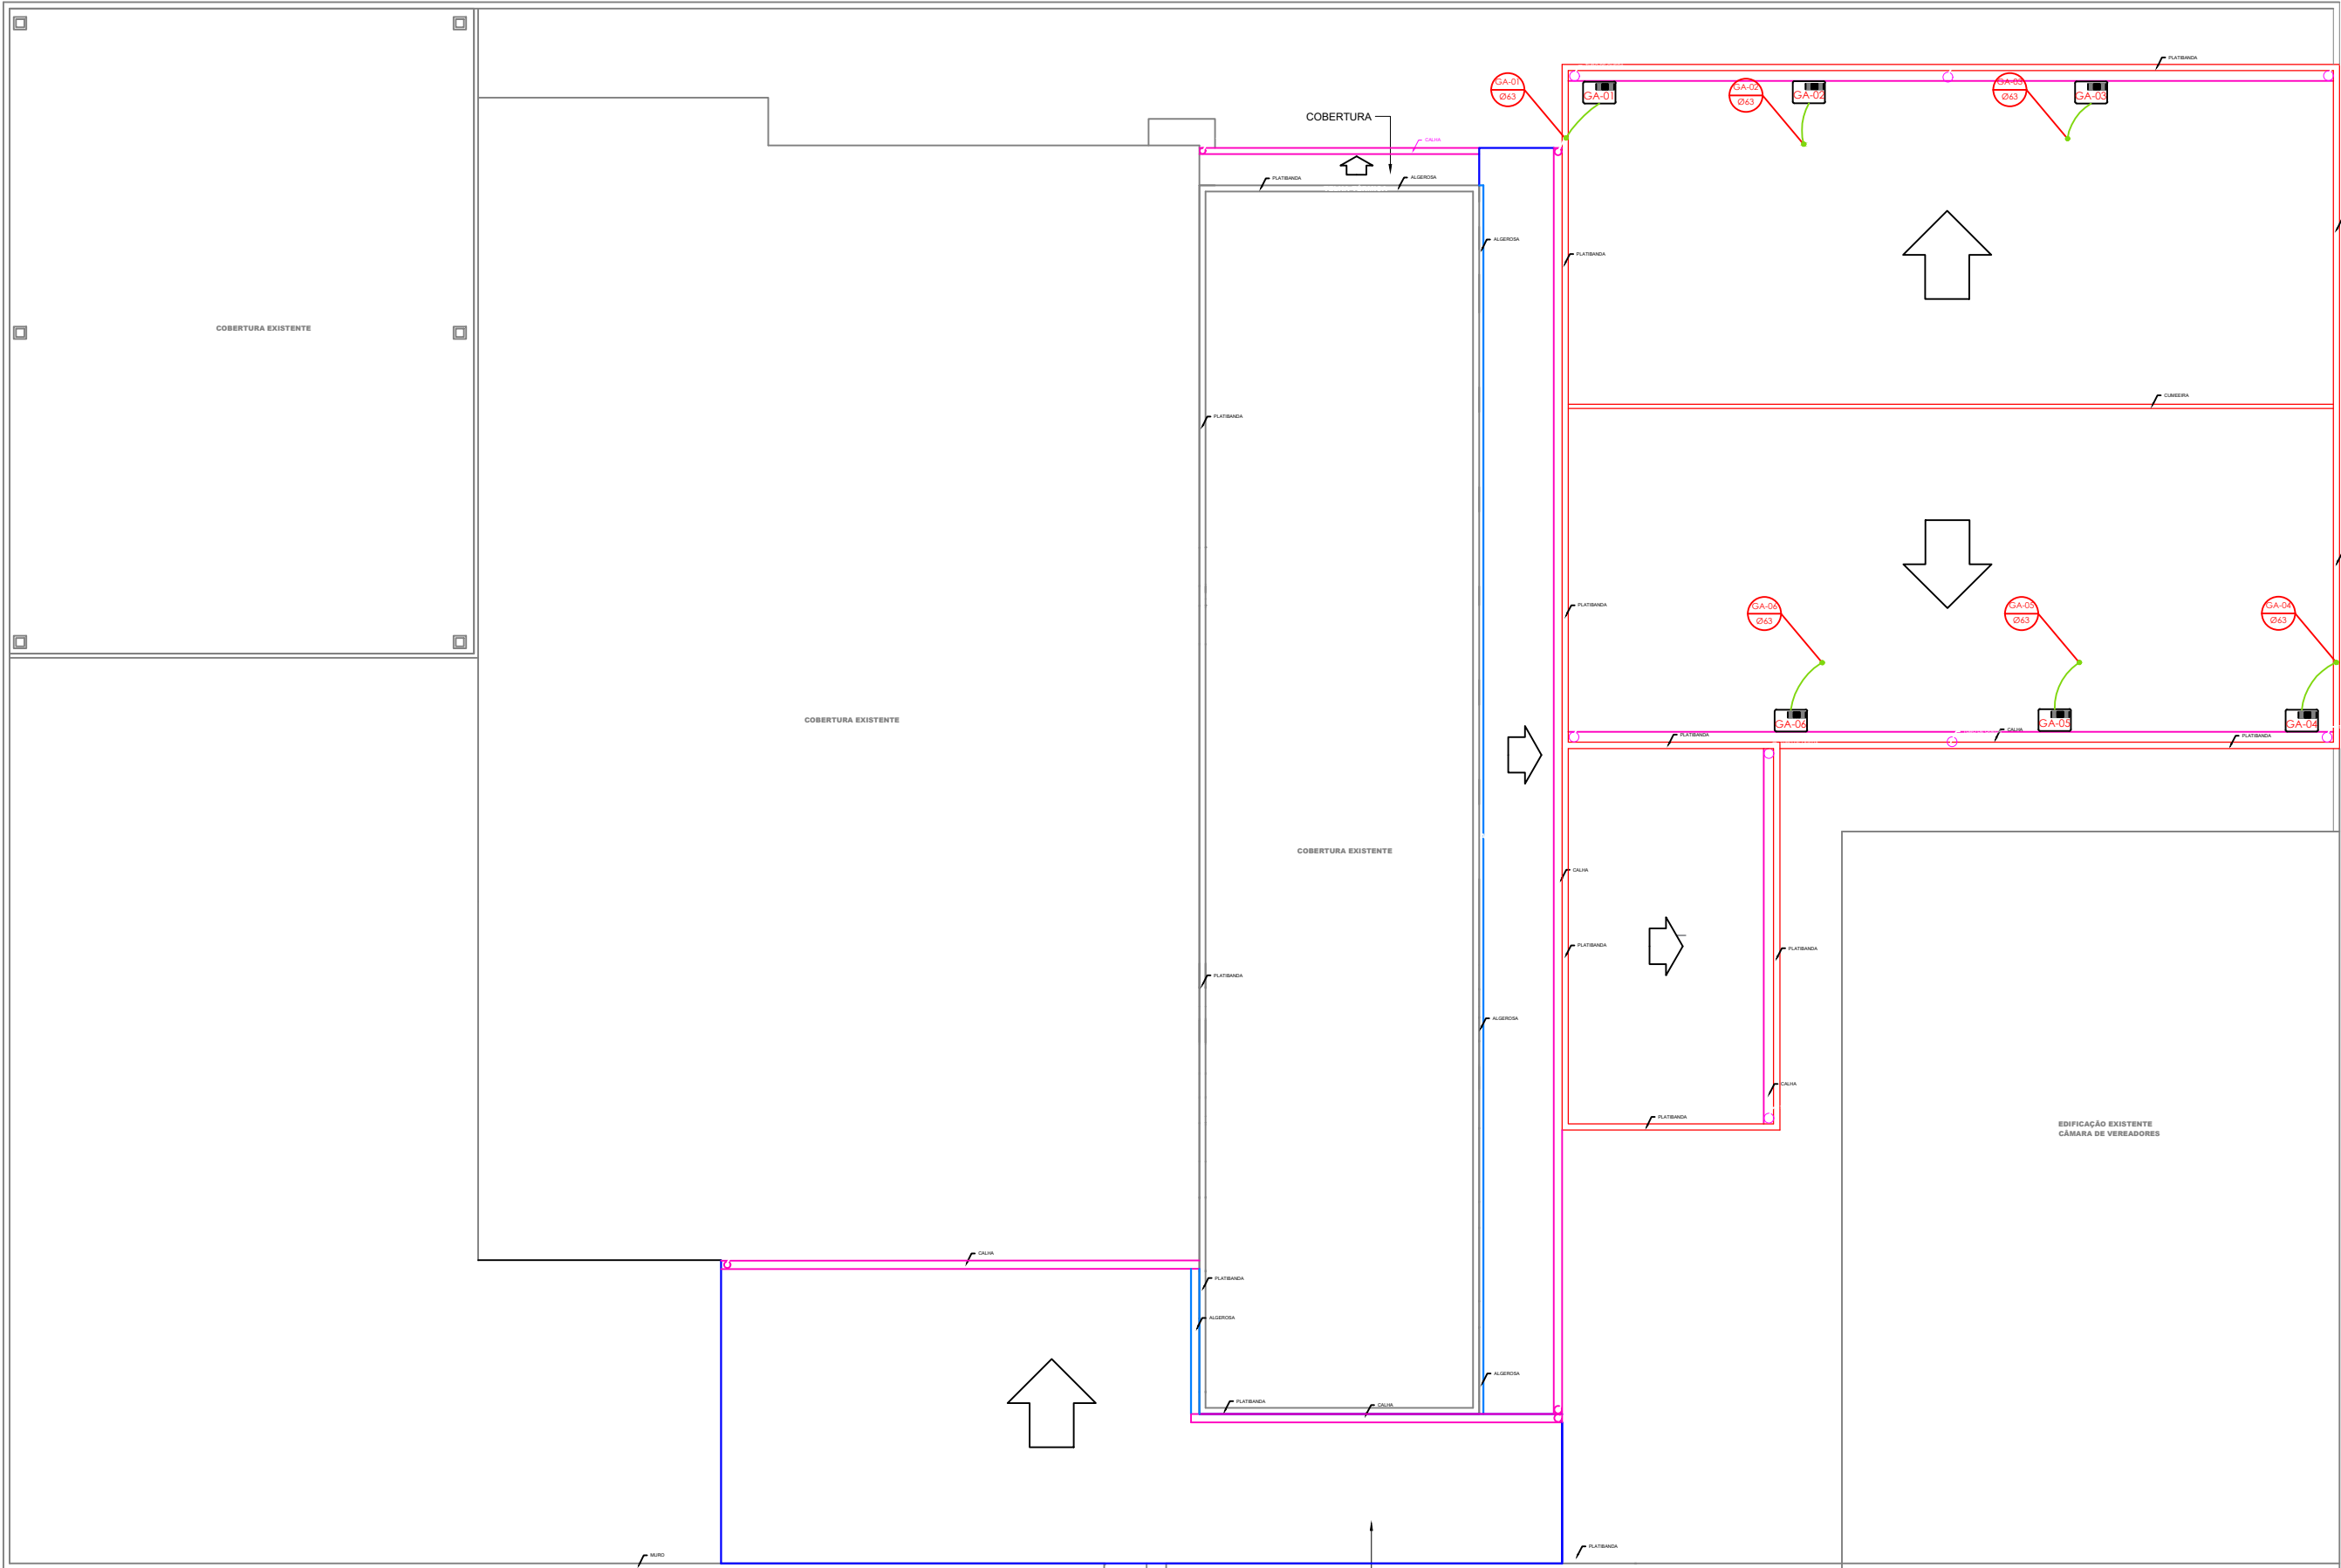 PLATIBANDA
GA-01
Ø63
GA-01
GA-02
Ø63
GA-02
GA-03
Ø63
GA-03
COBERTURA
CALHA
PLATIBANDA
ALGEROSA
ALGEROSA
PLATIBANDA
COBERTURA EXISTENTE
CUMEEIRA
PLATIBANDA
PLATIBANDA
GA-06
Ø63
GA-05
Ø63
GA-04
Ø63
COBERTURA EXISTENTE
GA-06
GA-05
GA-04
PLATIBANDA
CALHA
PLATIBANDA
COBERTURA EXISTENTE
CALHA
PLATIBANDA
PLATIBANDA
PLATIBANDA
ALGEROSA
CALHA
PLATIBANDA
EDIFICAÇÃO EXISTENTE
CÂMARA DE VEREADORES
CALHA
PLATIBANDA
ALGEROSA
ALGEROSA
PLATIBANDA
CALHA
PLATIBANDA
MURO